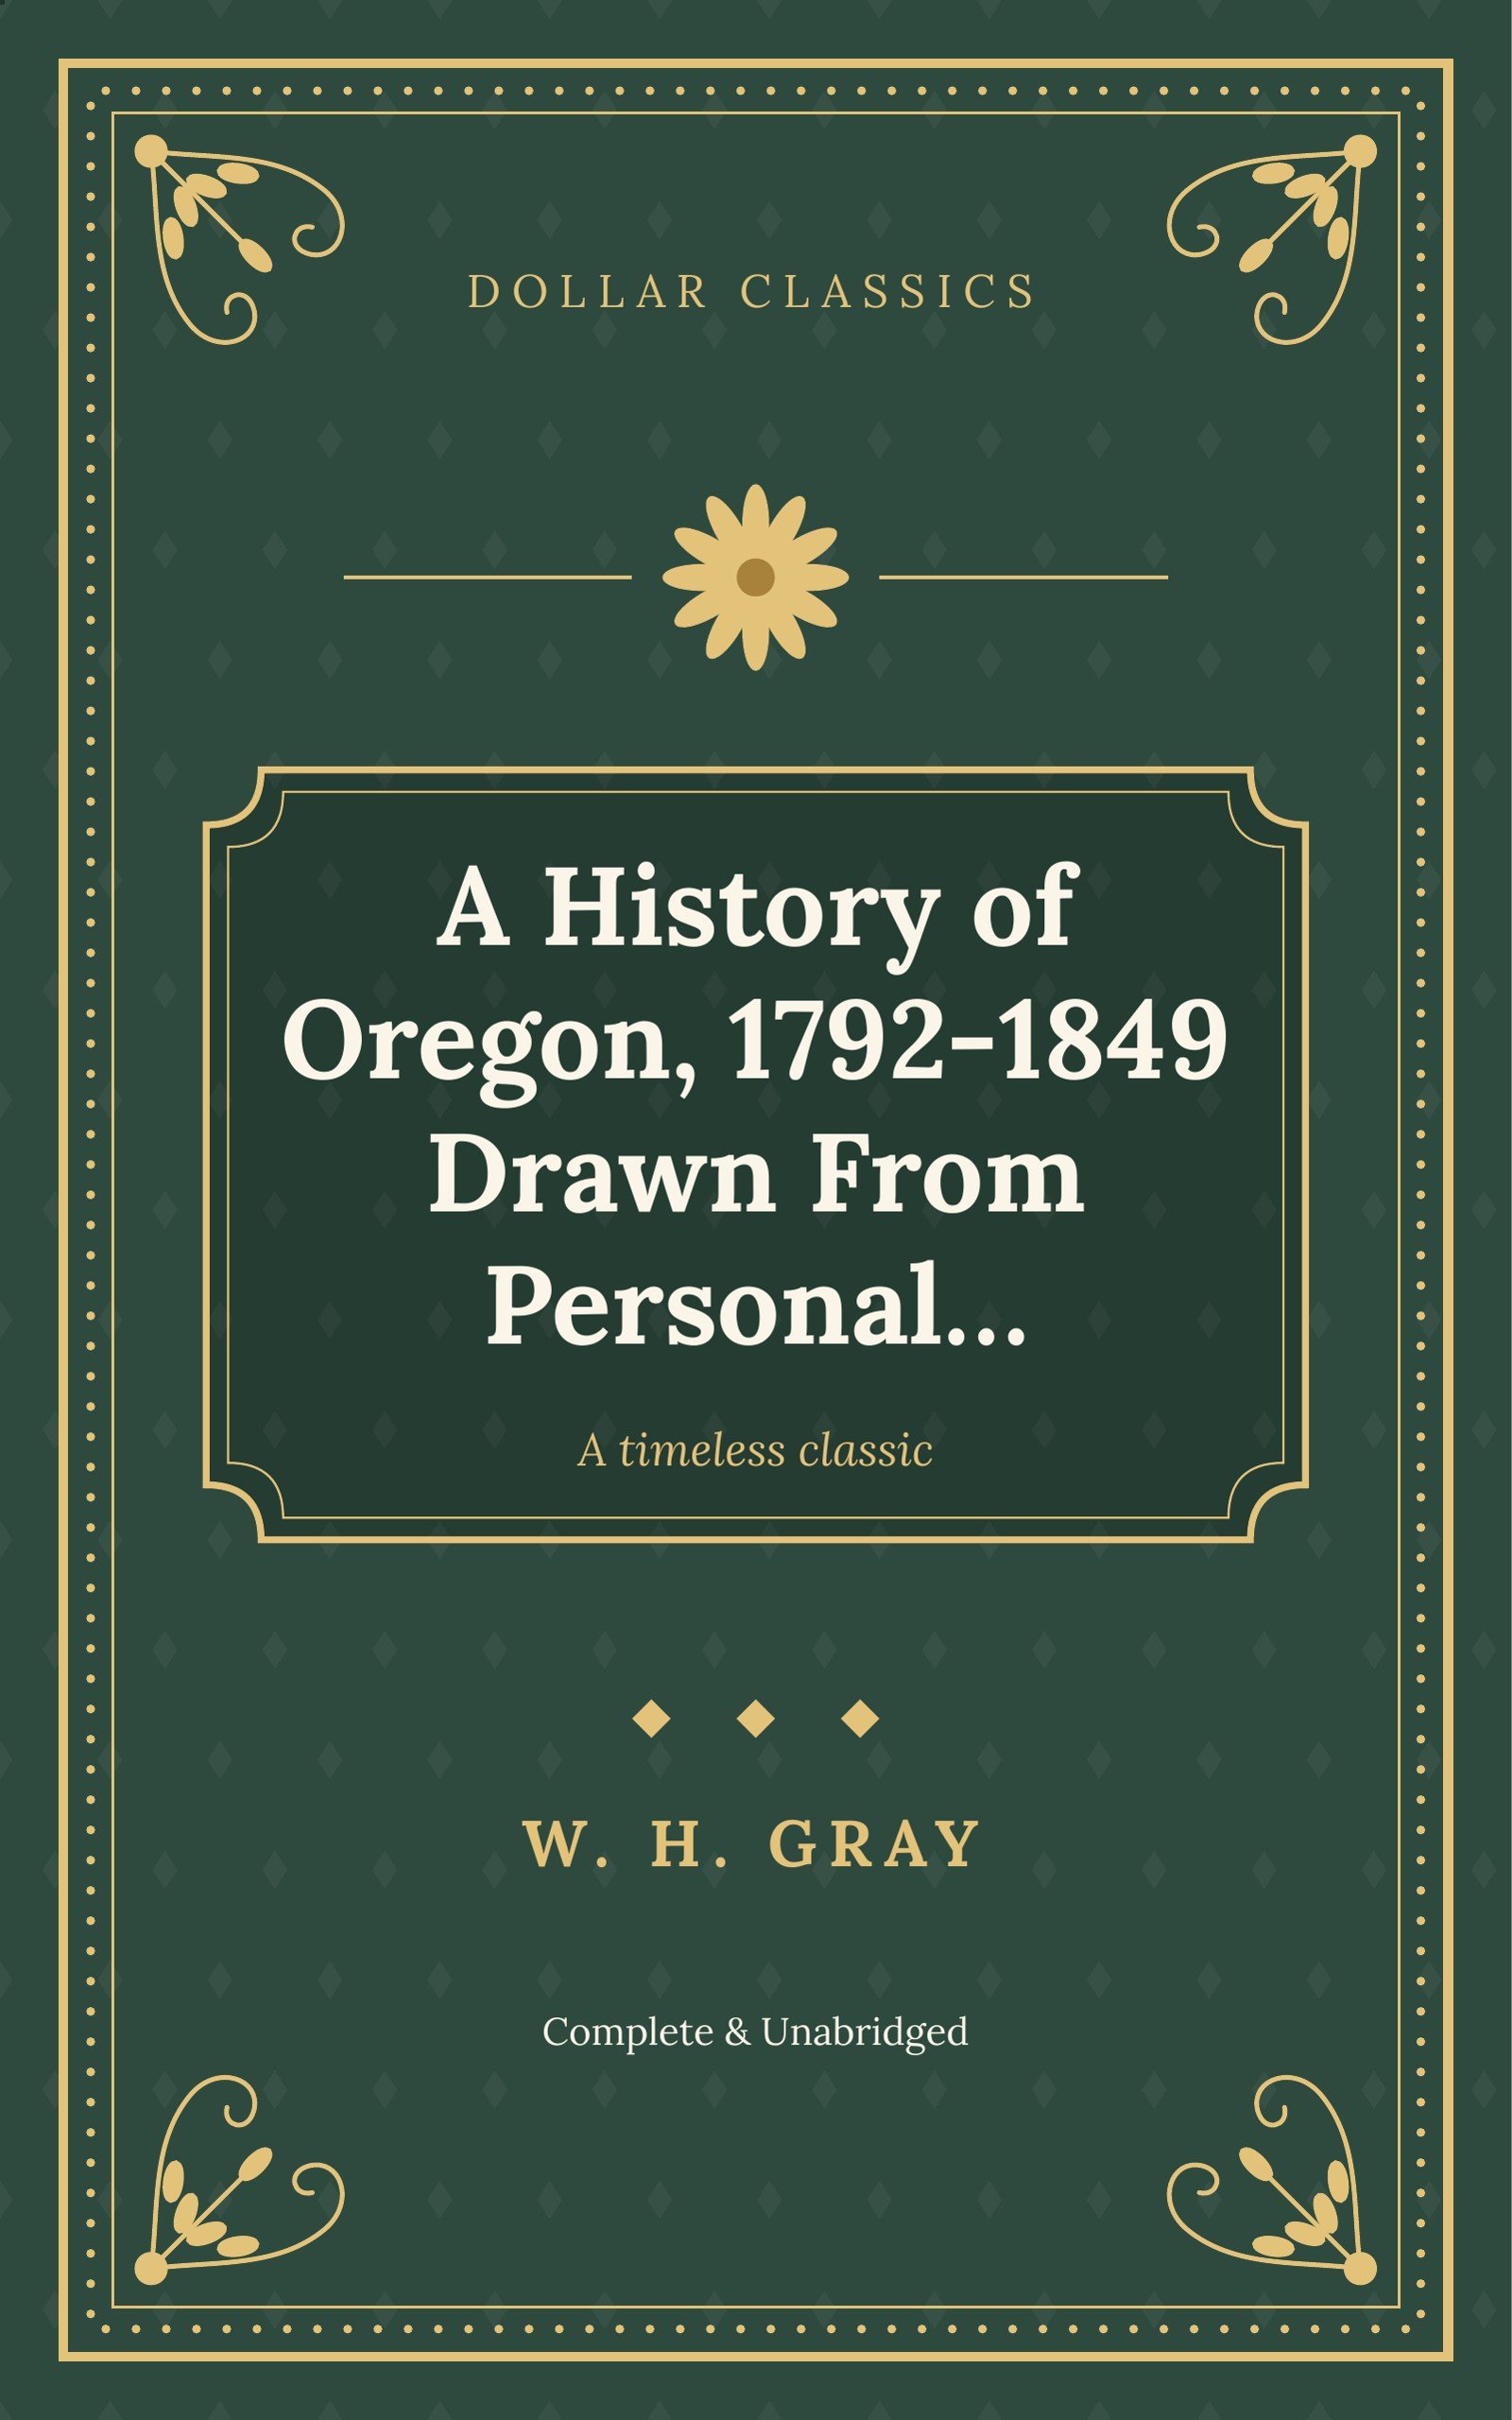 DOLLAR CLASSICS
A History of
Oregon, 1792-1849
Drawn From
Personal...
A timeless classic
W. H. GRAY
Complete & Unabridged